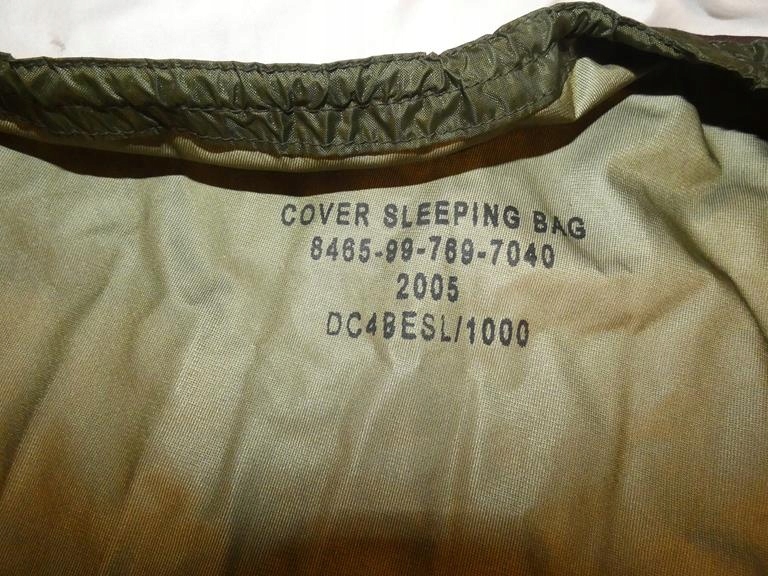 COVER SLEEPING BAG
8465-99-769-7040
2005
DC4BESL/1000